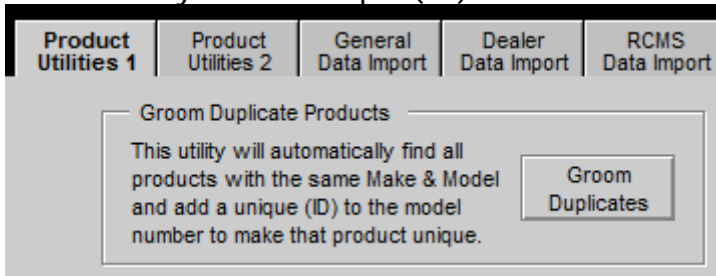 Product Utilities 1
Product Utilities 2
General Data Import
Dealer Data Import
RCMS Data Import
Groom Duplicate Products
This utility will automatically find all
products with the same Make & Model
and add a unique (ID) to the model
number to make that product unique.
Groom
Duplicates